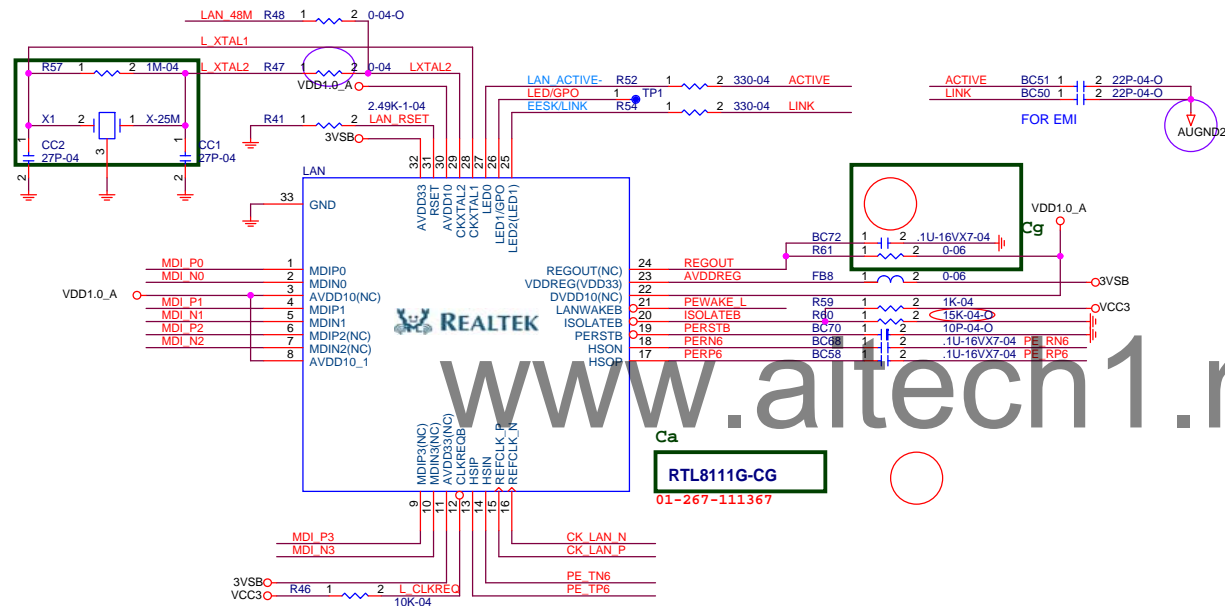 LAN_48M R48 1 2 0-04-O
L_XTAL1
R57 1 2 1M-04 L_XTAL2 R47 1 2 0-04 LXTAL2
VDD1.0_A
X1 2 1 X-25M
3
CC2 27P-04 1 2
CC1 27P-04 1 2
2.49K-1-04
R41 1 2 LAN_RSET
3VSB
LAN_ACTIVE- R52 1 2 330-04 ACTIVE
LED/GPO 1 TP1
EESK/LINK R54 1 2 330-04 LINK
ACTIVE BC51 1 2 22P-04-O
LINK BC50 1 2 22P-04-O
FOR EMI
AUGND2
LAN
32 31 30 29 28 27 26 25
AVDD33 RSET AVDD10 CKXTAL2 CKXTAL1 LED0 LED1/GPO LED2(LED1)
33 GND
MDI_P0 1 MDIP0
MDI_N0 2 MDIN0
VDD1.0_A 3 AVDD10(NC)
MDI_P1 4 MDIP1
MDI_N1 5 MDIN1
MDI_P2 6 MDIP2(NC)
MDI_N2 7 MDIN2(NC)
8 AVDD10_1
REALTEK
Cg
VDD1.0_A
BC72 1 2 .1U-16VX7-04
R61 1 2 0-06
REGOUT(NC) 24 REGOUT
VDDREG(VDD33) 23 AVDDREG FB8 1 2 0-06 3VSB
DVDD10(NC) 22
LANWAKEB 21 PEWAKE_L R59 1 2 1K-04 VCC3
ISOLATEB 20 ISOLATEB R60 1 2 15K-04-O
PERSTB 19 PERSTB BC70 1 2 10P-04-O
HSON 18 PERN6 BC68 1 2 .1U-16VX7-04 PE_RN6
HSOP 17 PERP6 BC58 1 2 .1U-16VX7-04 PE_RP6
www.aitech1.r
Ca
RTL8111G-CG
01-267-111367
MDIP3(NC) MDIN3(NC) AVDD33(NC) CLKREQB HSIP HSIN REFCLK_P REFCLK_N
9 10 11 12 13 14 15 16
MDI_P3 CK_LAN_N
MDI_N3 CK_LAN_P
3VSB PE_TN6
VCC3 R46 1 2 L_CLKREQ PE_TP6
10K-04